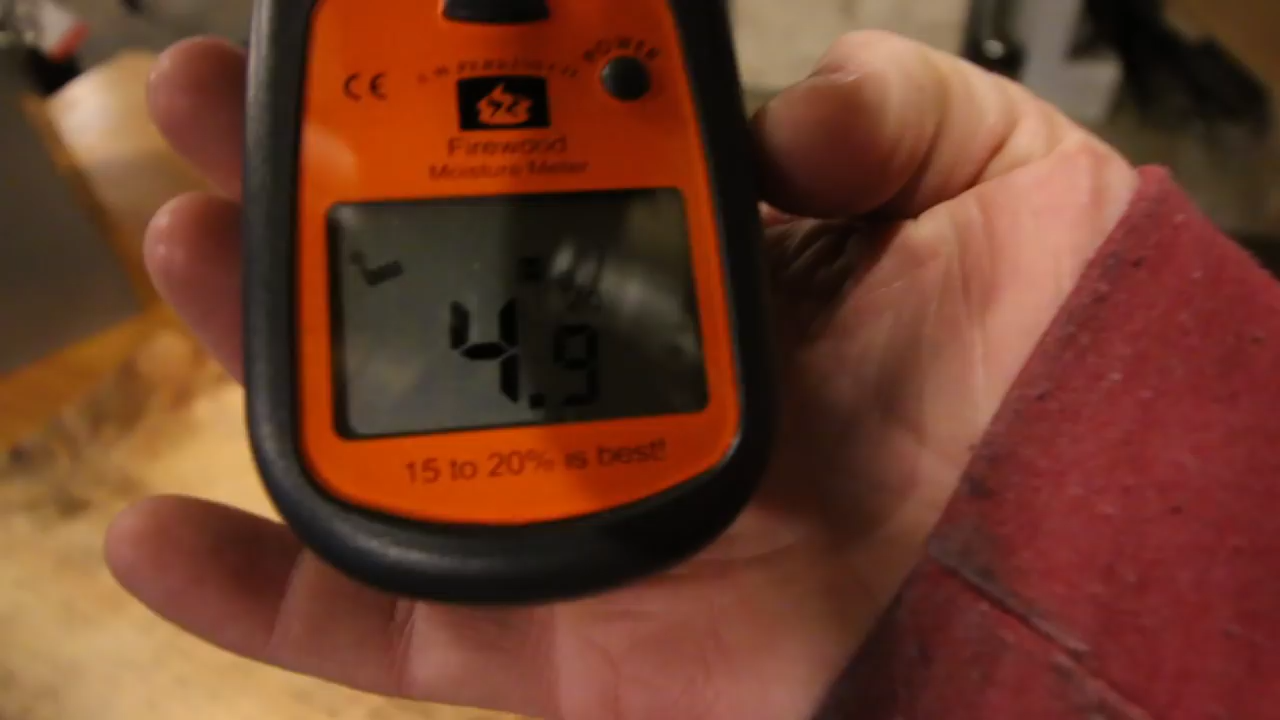 CE
POWER
Firewood
Moisture Meter
%
4.9
15 to 20% is best!